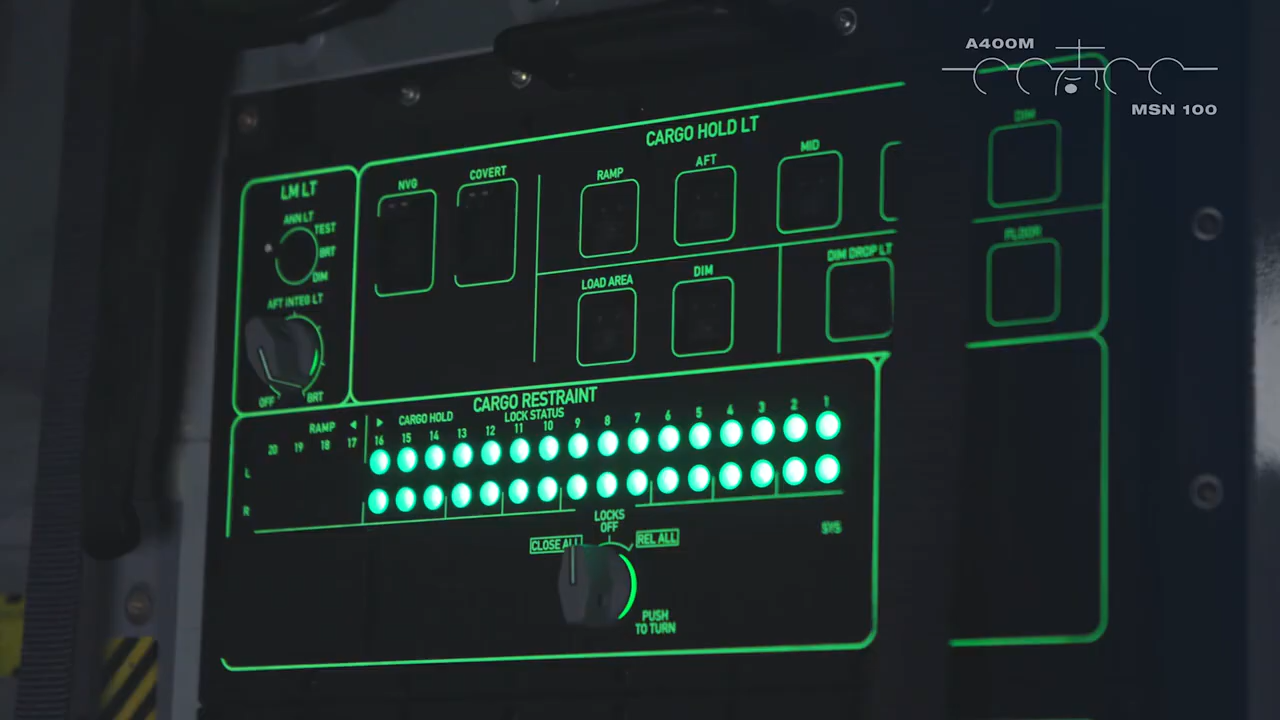 A400M
MSN 100
CARGO HOLD LT
LM LT
NVG
COVERT
RAMP
AFT
MID
DIM
ANN LT
TEST
BRT
DIM
AFT INTEG LT
OFF
BRT
LOAD AREA
DIM
DIM DROP LT
FLOOR
CARGO RESTRAINT
RAMP ◄
► CARGO HOLD
LOCK STATUS
20 19 18 17 16 15 14 13 12 11 10 9 8 7 6 5 4 3 2 1
L
R
LOCKS
OFF
CLOSE ALL
REL ALL
SYS
PUSH
TO TURN